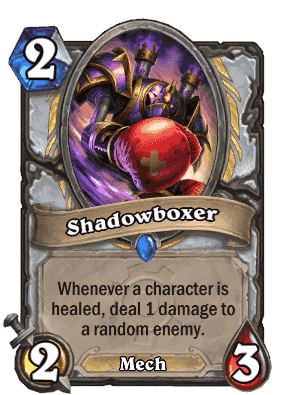 2
Shadowboxer
Whenever a character is
healed, deal 1 damage to
a random enemy.
2
Mech
3